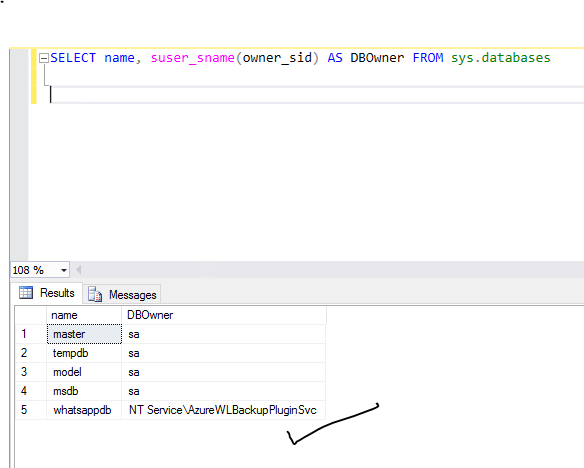 SELECT name, suser_sname(owner_sid) AS DBOwner FROM sys.databases
108 %
Results Messages
name DBOwner
1 master sa
2 tempdb sa
3 model sa
4 msdb sa
5 whatsappdb NT Service\AzureWLBackupPluginSvc